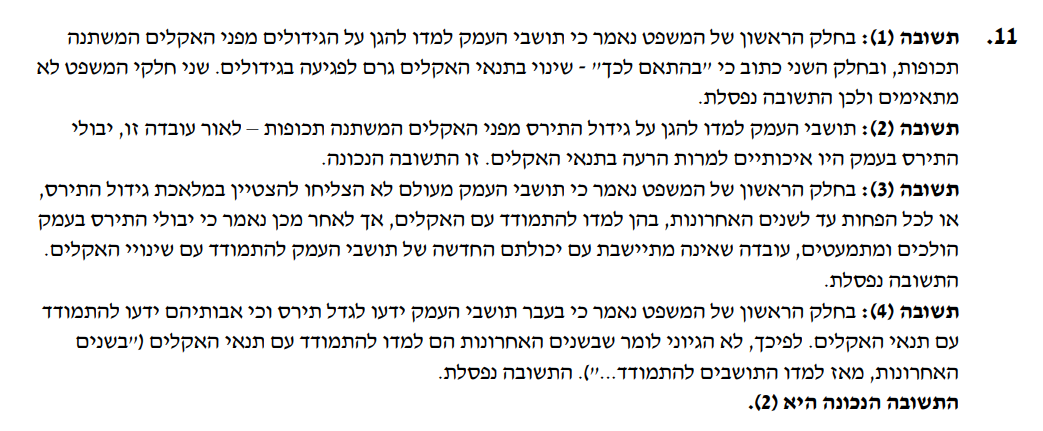 11. תשובה (1): בחלק הראשון של המשפט נאמר כי תושבי העמק למדו להגן על הגידולים מפני האקלים המשתנה
תכופות, ובחלק השני כתוב כי "בהתאם לכך" - שינוי בתנאי האקלים גרם לפגיעה בגידולים. שני חלקי המשפט לא
מתאימים ולכן התשובה נפסלת.
תשובה (2): תושבי העמק למדו להגן על גידול התירס מפני האקלים המשתנה תכופות – לאור עובדה זו, יבולי
התירס בעמק היו איכותיים למרות הרעה בתנאי האקלים. זו התשובה הנכונה.
תשובה (3): בחלק הראשון של המשפט נאמר כי תושבי העמק מעולם לא הצליחו להצטיין במלאכת גידול התירס,
או לכל הפחות עד לשנים האחרונות, בהן למדו להתמודד עם האקלים, אך לאחר מכן נאמר כי יבולי התירס בעמק
הולכים ומתמעטים, עובדה שאינה מתיישבת עם יכולתם החדשה של תושבי העמק להתמודד עם שינויי האקלים.
התשובה נפסלת.
תשובה (4): בחלק הראשון של המשפט נאמר כי בעבר תושבי העמק ידעו לגדל תירס וכי אבותיהם ידעו להתמודד
עם תנאי האקלים. לפיכך, לא הגיוני לומר שבשנים האחרונות הם למדו להתמודד עם תנאי האקלים ("בשנים
האחרונות, מאז למדו התושבים להתמודד..."). התשובה נפסלת.
התשובה הנכונה היא (2).